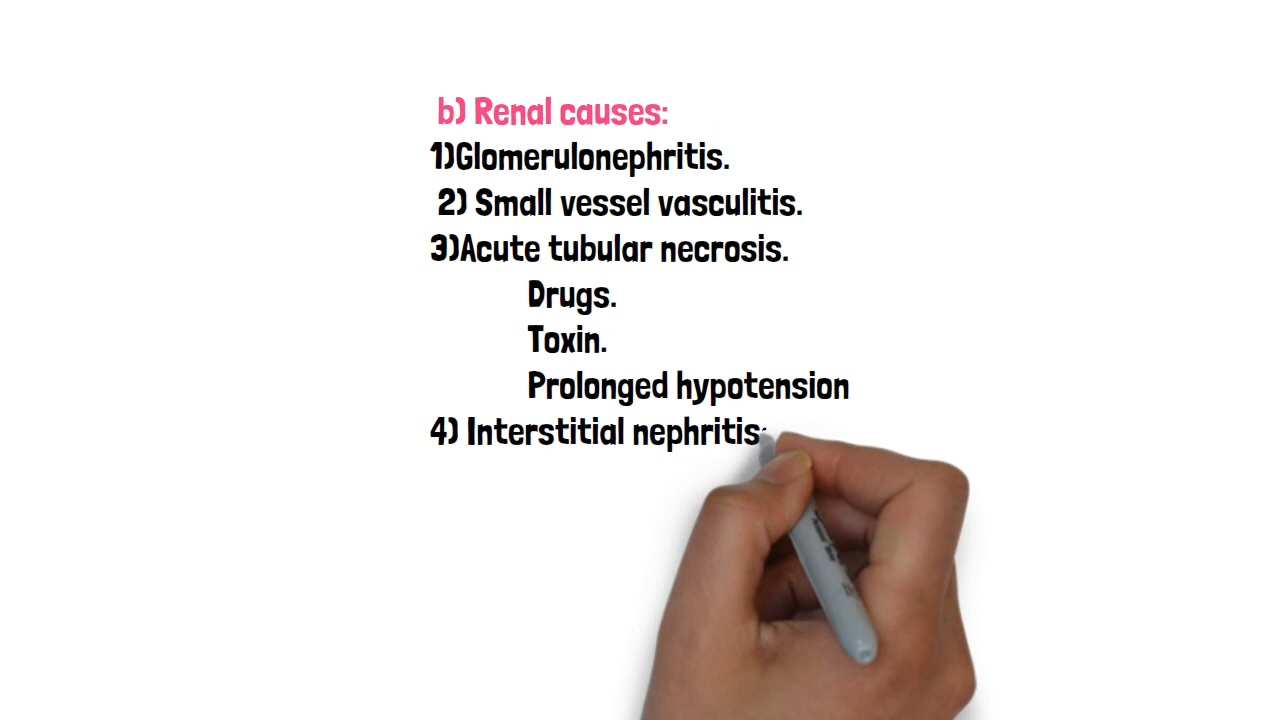 b) Renal causes:
1)Glomerulonephritis.
2) Small vessel vasculitis.
3)Acute tubular necrosis.
Drugs.
Toxin.
Prolonged hypotension
4) Interstitial nephritis.